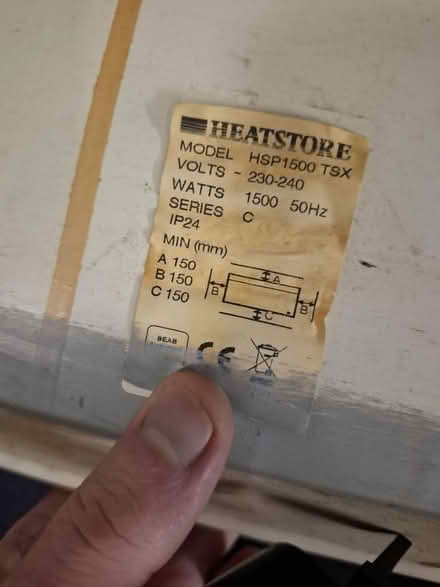 HEATSTORE
MODEL HSP1500 TSX
VOLTS ~ 230-240
WATTS 1500 50Hz
SERIES C
IP24
MIN (mm)
A 150
B 150
C 150
A
B
B
C
BEAB
CE